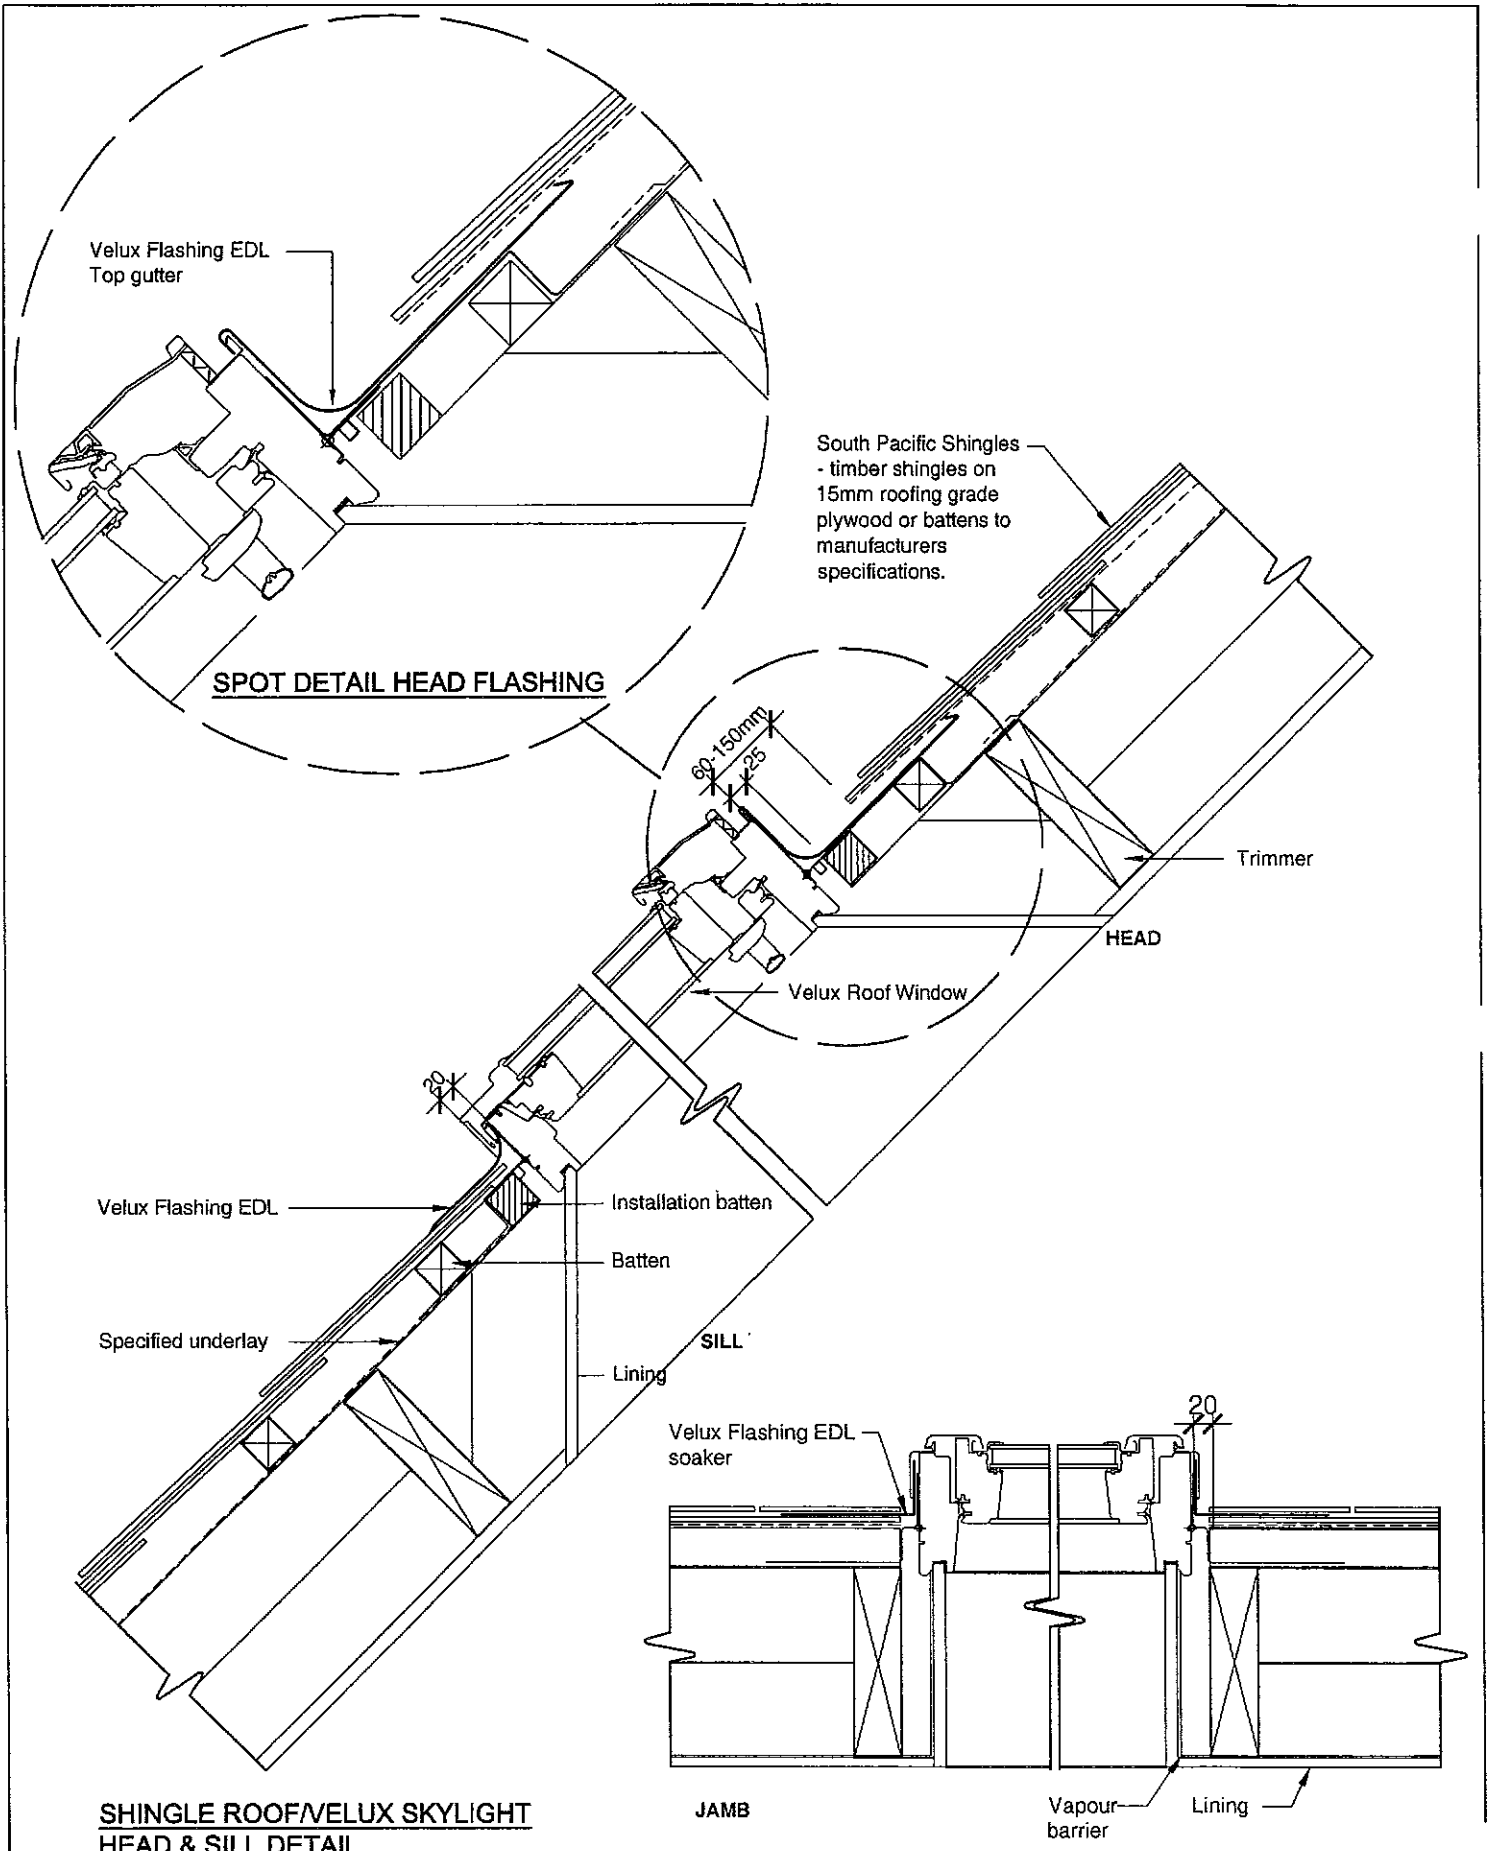 Velux Flashing EDL
Top gutter
SPOT DETAIL HEAD FLASHING
South Pacific Shingles
- timber shingles on
15mm roofing grade
plywood or battens to
manufacturers
specifications.
60-150mm
25
Trimmer
HEAD
Velux Roof Window
20
Velux Flashing EDL
Installation batten
Batten
Specified underlay
SILL
Lining
Velux Flashing EDL
soaker
20
JAMB
Vapour
barrier
Lining
SHINGLE ROOF/VELUX SKYLIGHT
HEAD & SILL DETAIL